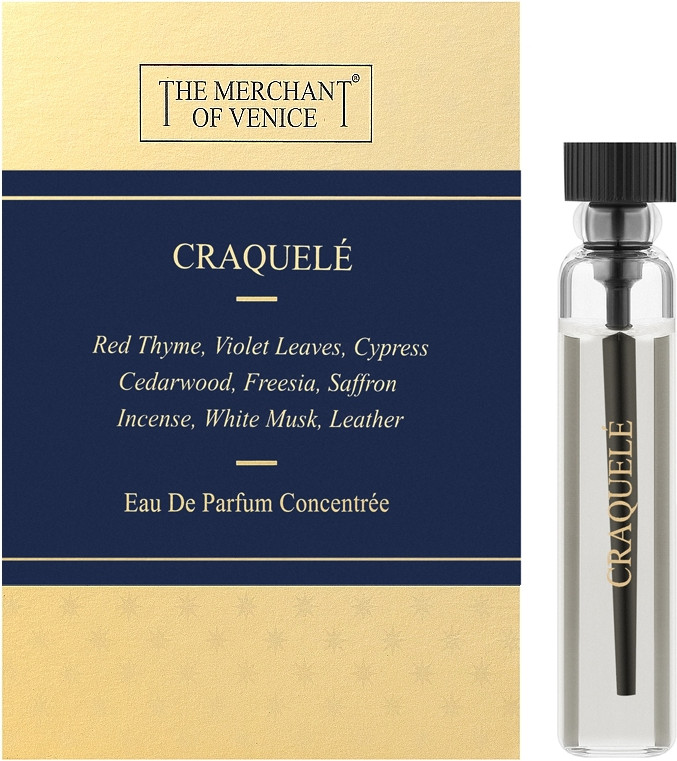 THE MERCHANT®
OF VENICE
CRAQUELÉ
Red Thyme, Violet Leaves, Cypress
Cedarwood, Freesia, Saffron
Incense, White Musk, Leather
Eau De Parfum Concentrée
CRAQUELÉ